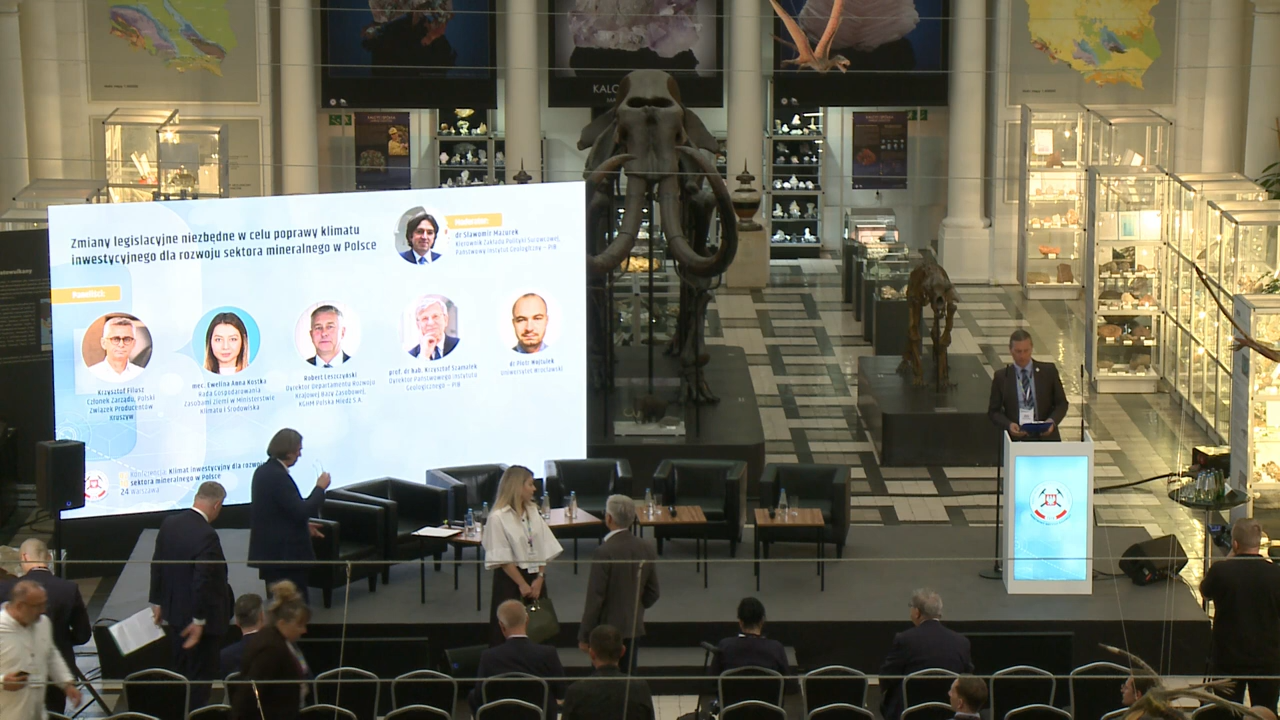 KALC
Zmiany legislacyjne niezbędne w celu poprawy klimatu
inwestycyjnego dla rozwoju sektora mineralnego w Polsce
dr Sławomir Mazurek
Kierownik Zakładu Polityki Surowcowej,
Państwowy Instytut Geologiczny – PIB
Paneliści:
Krzysztof Filusz
Członek Zarządu, Polski
Związek Producentów
Kruszyw
mec. Ewelina Anna Kostka
Rada Gospodarowania
Zasobami Ziemi w Ministerstwie
Klimatu i Środowiska
Robert Leszczyński
Dyrektor Departamentu Rozwoju
Krajowej Bazy Zasobowej,
KGHM Polska Miedź S.A.
prof. dr hab. Krzysztof Szamałek
Dyrektor Państwowego Instytutu
Geologicznego – PIB
dr Piotr Wojtulek
Uniwersytet Wrocławski
Konferencja: Klimat inwestycyjny dla rozwoju
sektora mineralnego w Polsce
24 Warszawa